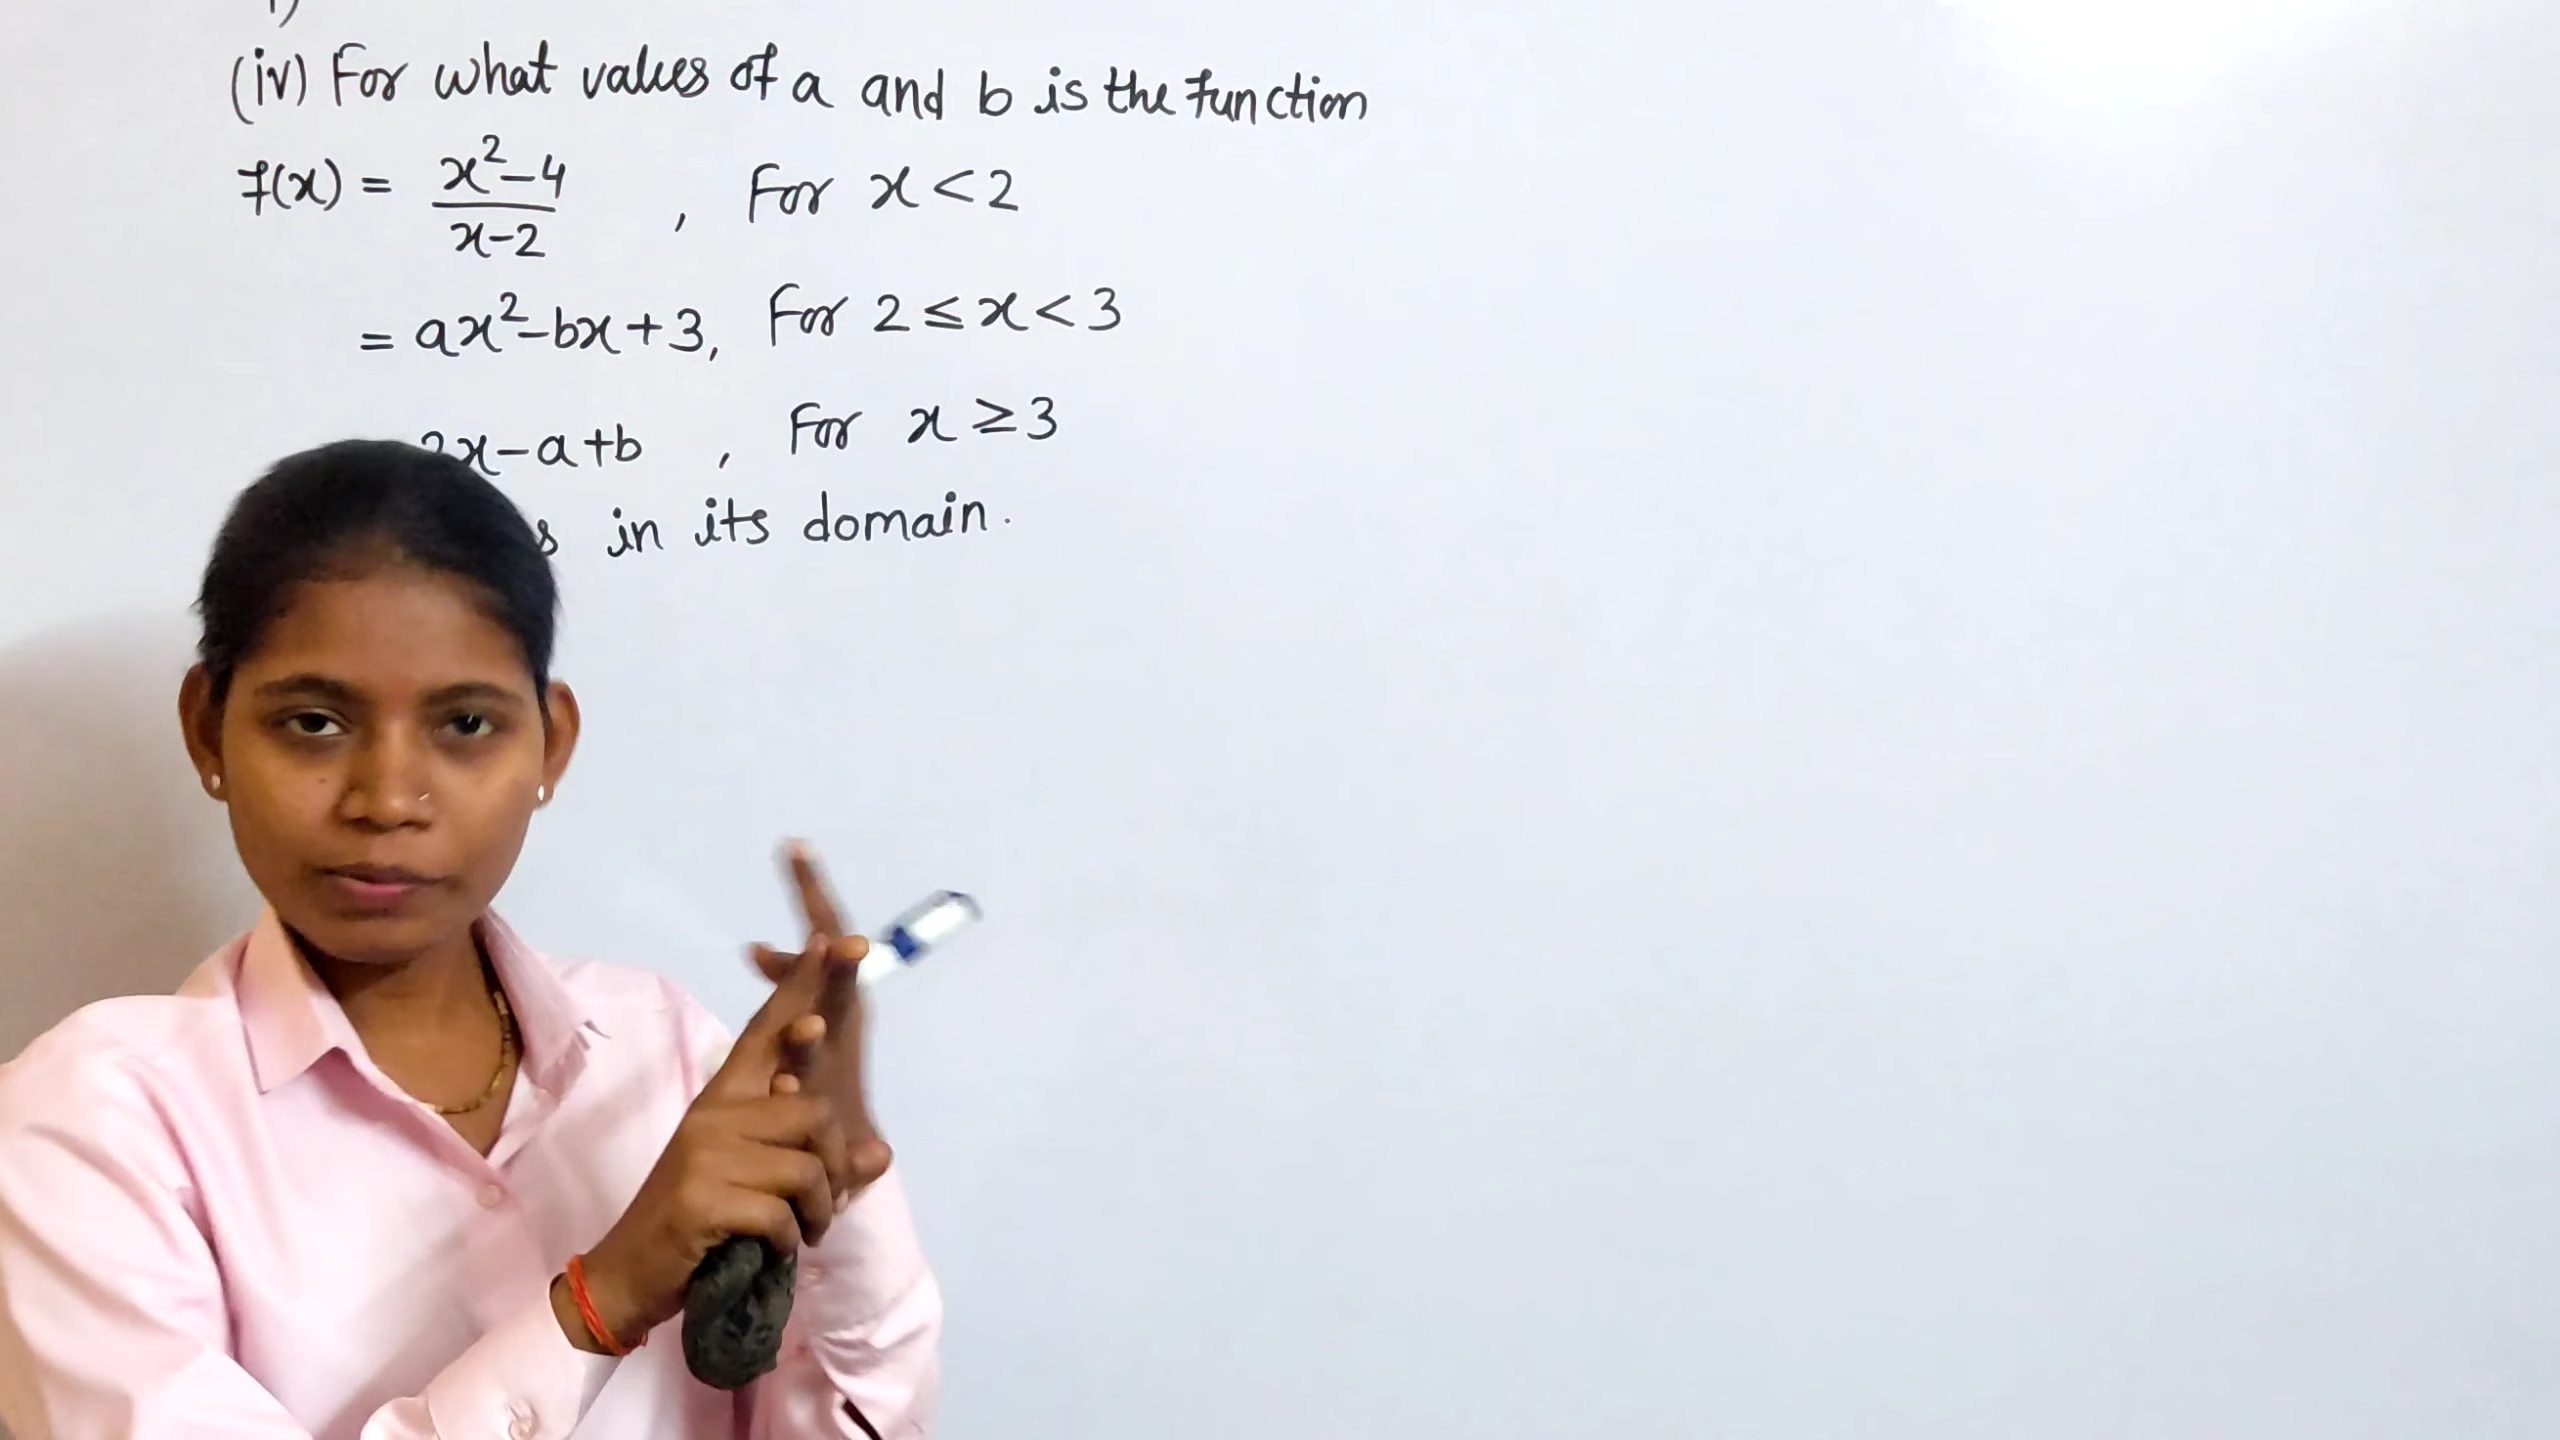 (iv) For what values of a and b is the function
f(x) = x²-4 / x-2 , For x < 2
= ax²-bx+3, For 2 ≤ x < 3
x-a+b , For x ≥ 3
in its domain.